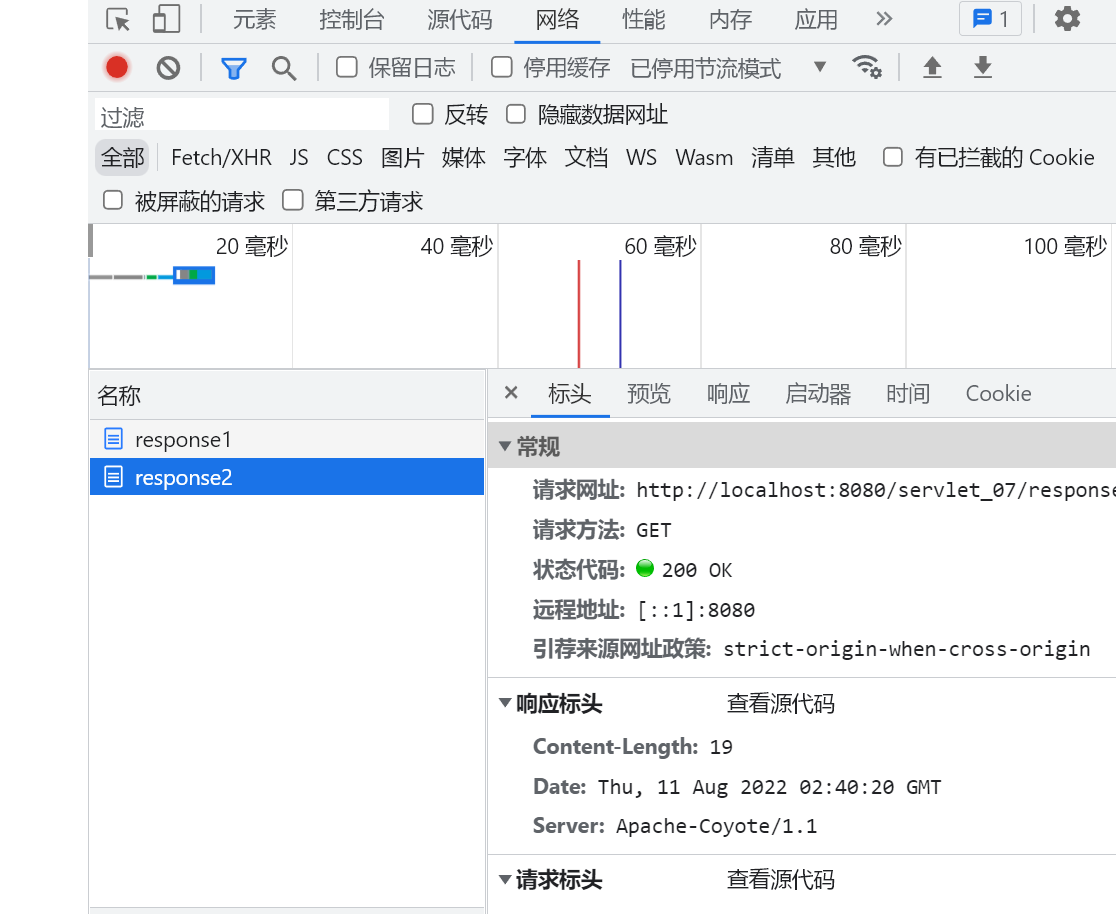 元素 控制台 源代码 网络 性能 内存 应用 » 1
保留日志 停用缓存 已停用节流模式
过滤 反转 隐藏数据网址
全部 Fetch/XHR JS CSS 图片 媒体 字体 文档 WS Wasm 清单 其他 有已拦截的 Cookie
被屏蔽的请求 第三方请求
20 毫秒 40 毫秒 60 毫秒 80 毫秒 100 毫秒
名称
response1
response2
× 标头 预览 响应 启动器 时间 Cookie
常规
请求网址: http://localhost:8080/servlet_07/response
请求方法: GET
状态代码: 200 OK
远程地址: [::1]:8080
引荐来源网址政策: strict-origin-when-cross-origin
响应标头 查看源代码
Content-Length: 19
Date: Thu, 11 Aug 2022 02:40:20 GMT
Server: Apache-Coyote/1.1
请求标头 查看源代码